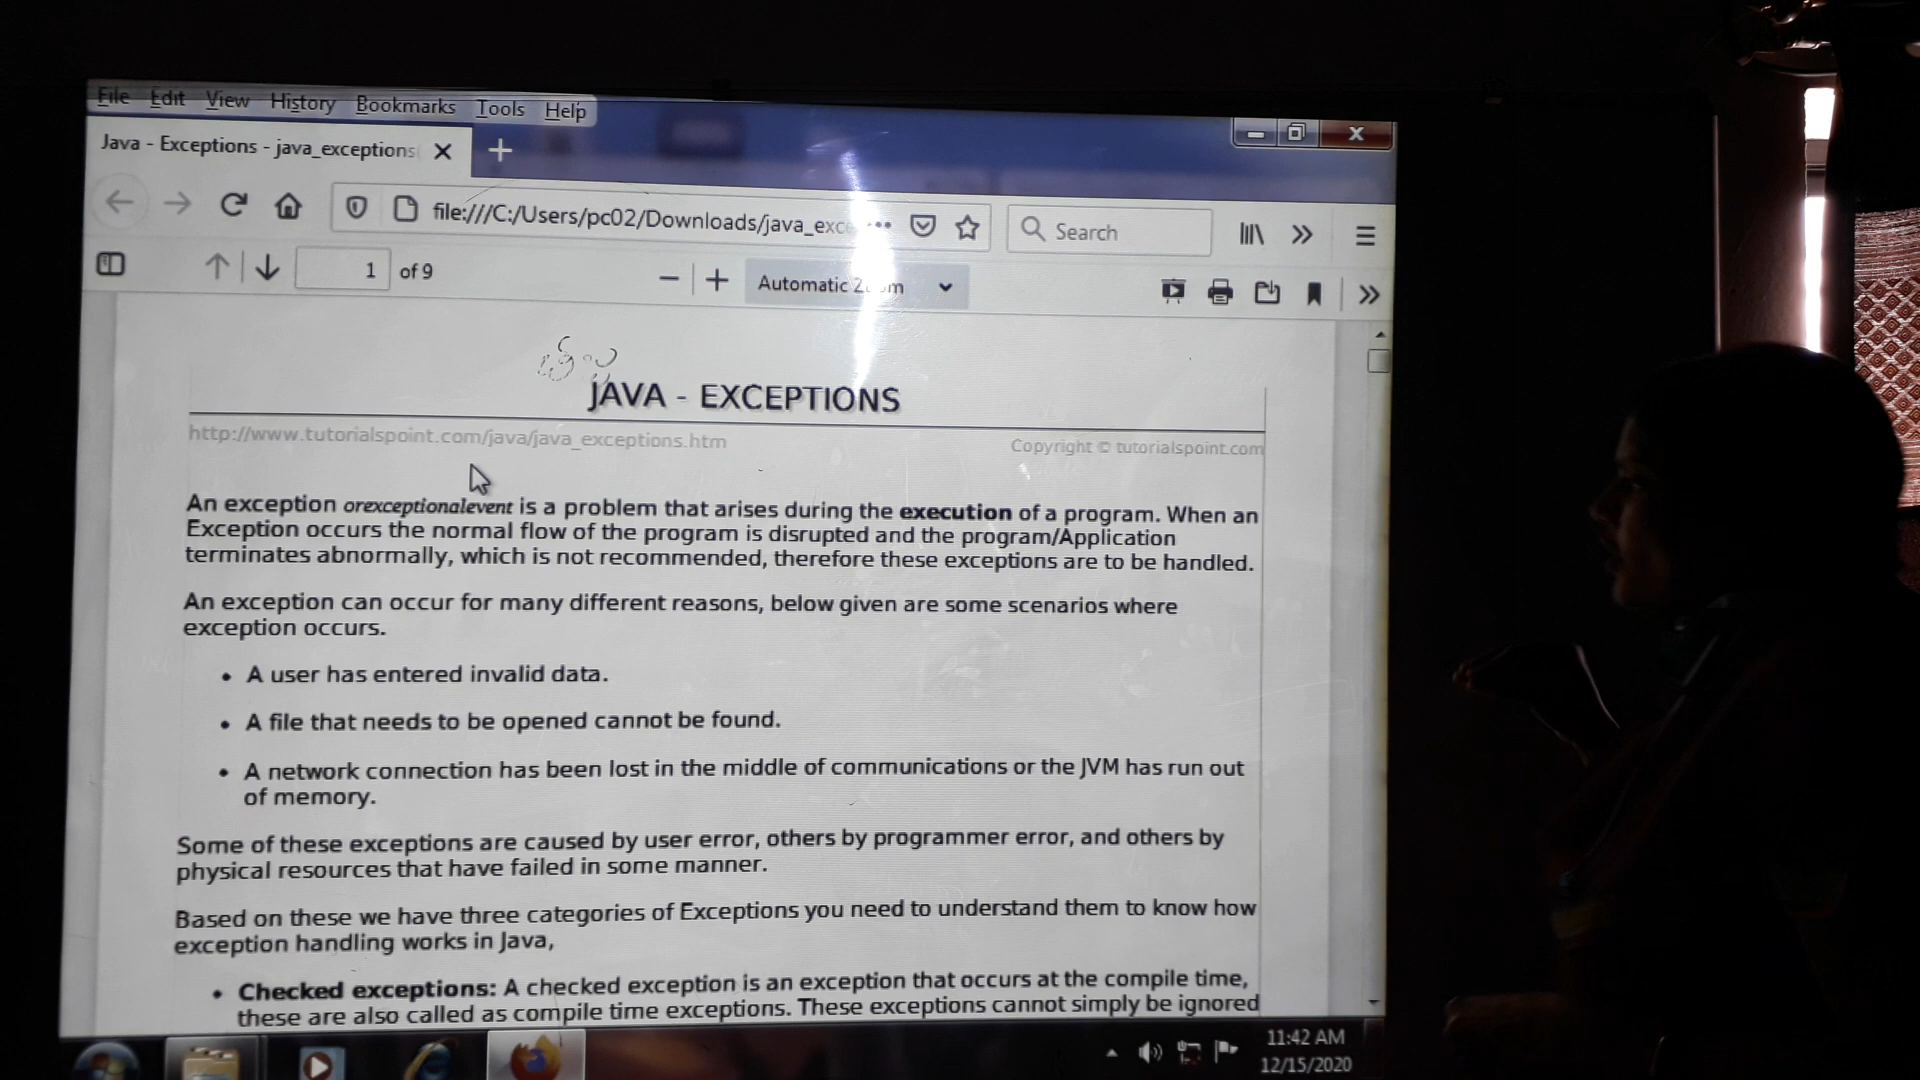 File Edit View History Bookmarks Tools Help
Java - Exceptions - java_exceptions
file:///C:/Users/pc02/Downloads/java_exc
Search
1 of 9
Automatic
JAVA - EXCEPTIONS
http://www.tutorialspoint.com/java/java_exceptions.htm
Copyright © tutorialspoint.com
An exception orexceptionalevent is a problem that arises during the execution of a program. When an
Exception occurs the normal flow of the program is disrupted and the program/Application
terminates abnormally, which is not recommended, therefore these exceptions are to be handled.
An exception can occur for many different reasons, below given are some scenarios where
exception occurs.
• A user has entered invalid data.
• A file that needs to be opened cannot be found.
• A network connection has been lost in the middle of communications or the JVM has run out
of memory.
Some of these exceptions are caused by user error, others by programmer error, and others by
physical resources that have failed in some manner.
Based on these we have three categories of Exceptions you need to understand them to know how
exception handling works in Java,
• Checked exceptions: A checked exception is an exception that occurs at the compile time,
these are also called as compile time exceptions. These exceptions cannot simply be ignored
11:42 AM
12/15/2020